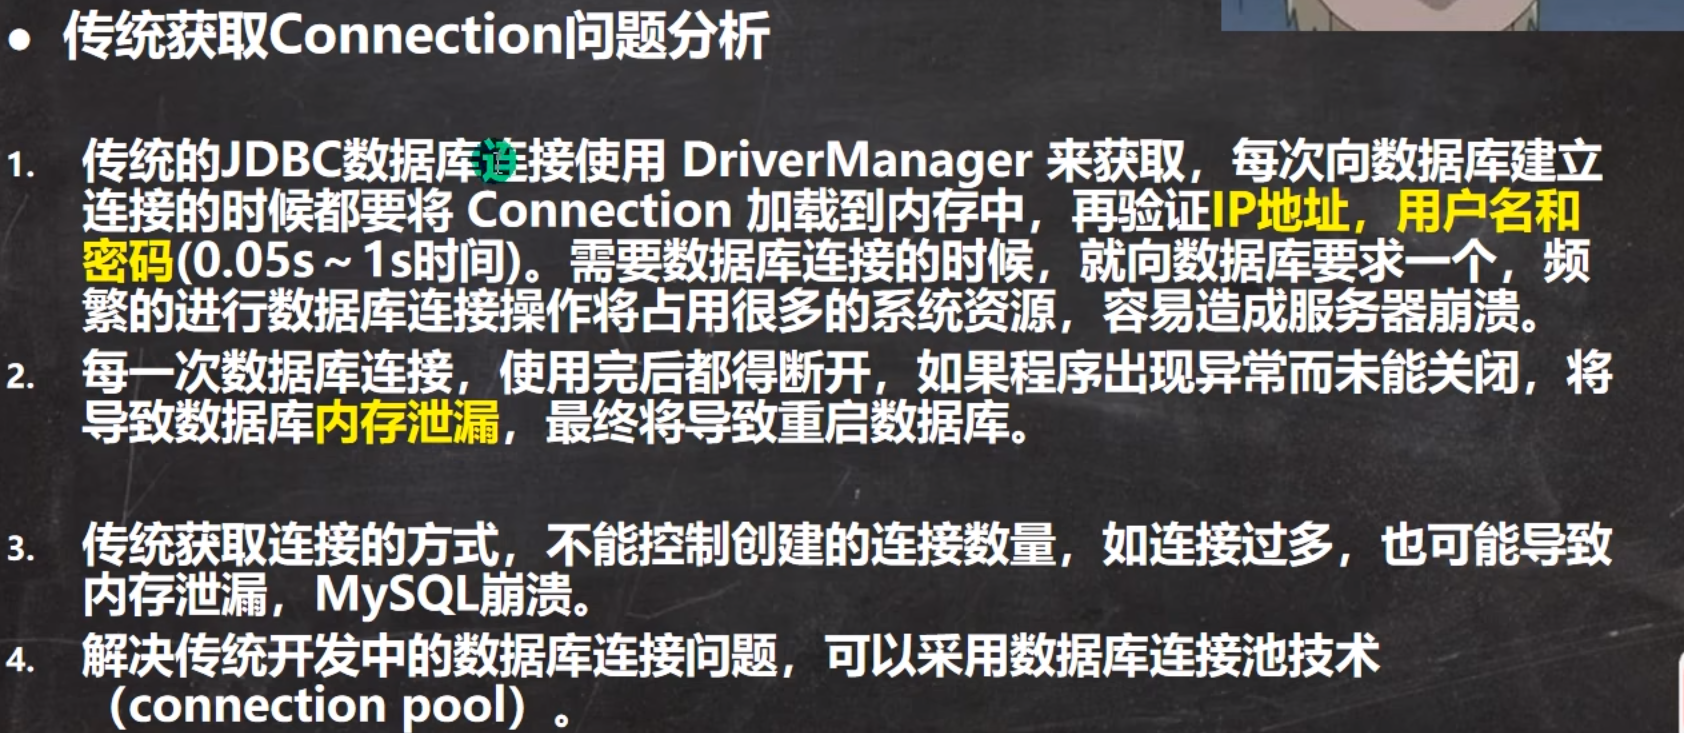 ● 传统获取Connection问题分析
1. 传统的JDBC数据库连接使用 DriverManager 来获取，每次向数据库建立
连接的时候都要将 Connection 加载到内存中，再验证IP地址，用户名和
密码(0.05s～1s时间)。需要数据库连接的时候，就向数据库要求一个，频
繁的进行数据库连接操作将占用很多的系统资源，容易造成服务器崩溃。
2. 每一次数据库连接，使用完后都得断开，如果程序出现异常而未能关闭，将
导致数据库内存泄漏，最终将导致重启数据库。
3. 传统获取连接的方式，不能控制创建的连接数量，如连接过多，也可能导致
内存泄漏，MySQL崩溃。
4. 解决传统开发中的数据库连接问题，可以采用数据库连接池技术
（connection pool）。